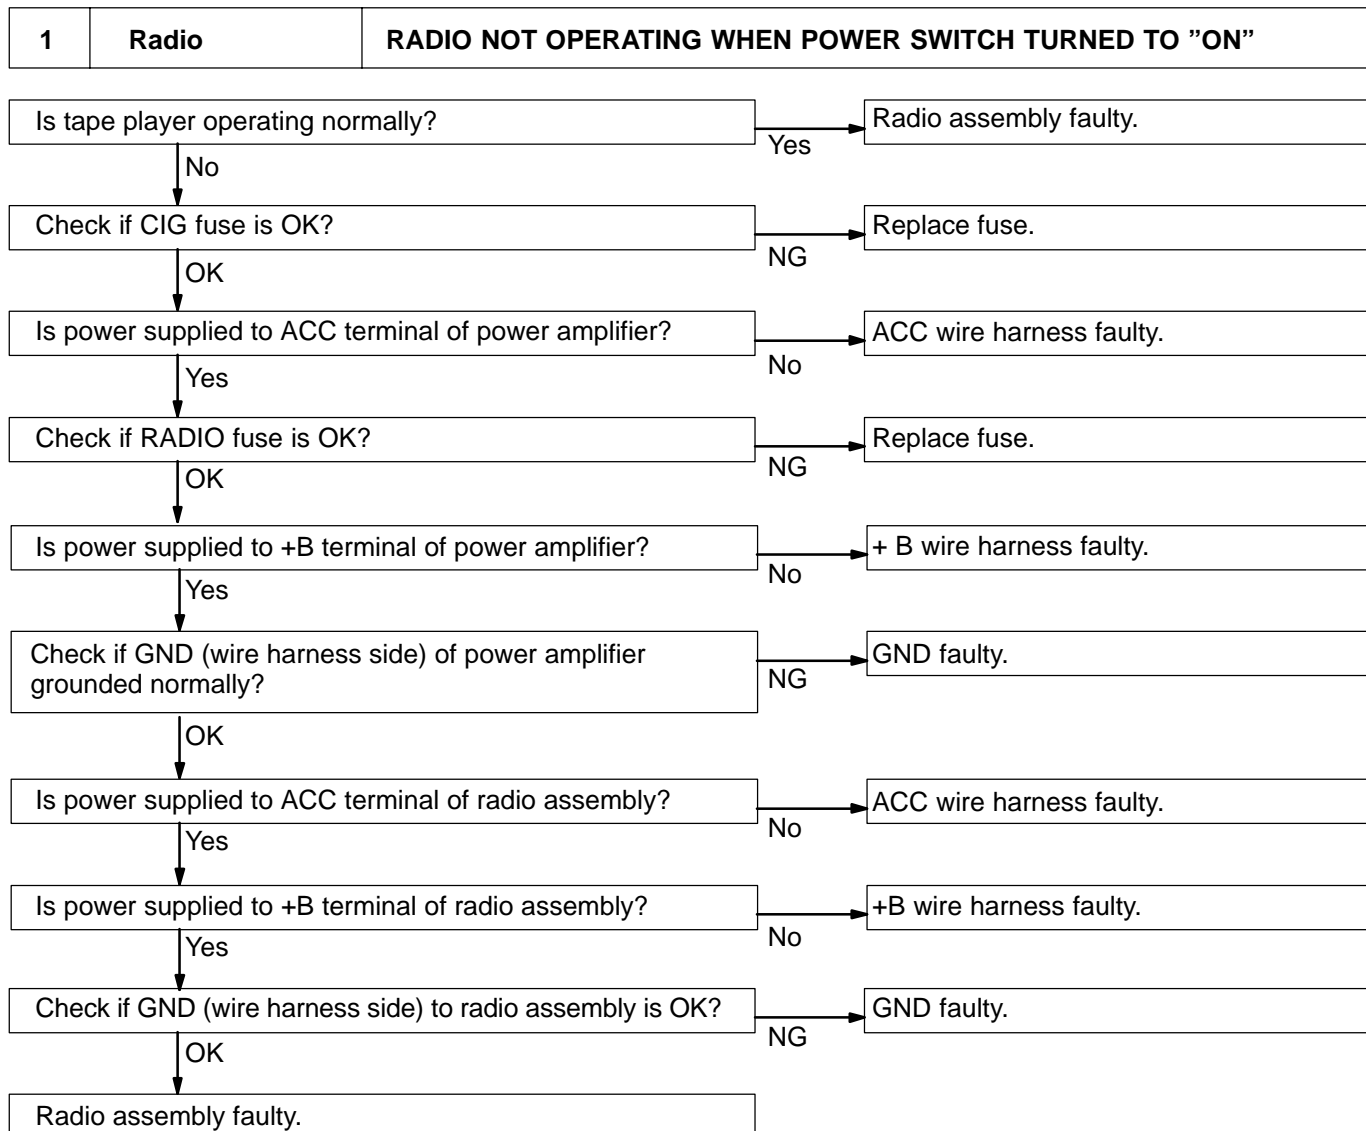 1 Radio RADIO NOT OPERATING WHEN POWER SWITCH TURNED TO ”ON”
Is tape player operating normally?
Yes
Radio assembly faulty.
No
Check if CIG fuse is OK?
NG
Replace fuse.
OK
Is power supplied to ACC terminal of power amplifier?
No
ACC wire harness faulty.
Yes
Check if RADIO fuse is OK?
NG
Replace fuse.
OK
Is power supplied to +B terminal of power amplifier?
No
+ B wire harness faulty.
Yes
Check if GND (wire harness side) of power amplifier
grounded normally?
NG
GND faulty.
OK
Is power supplied to ACC terminal of radio assembly?
No
ACC wire harness faulty.
Yes
Is power supplied to +B terminal of radio assembly?
No
+B wire harness faulty.
Yes
Check if GND (wire harness side) to radio assembly is OK?
NG
GND faulty.
OK
Radio assembly faulty.